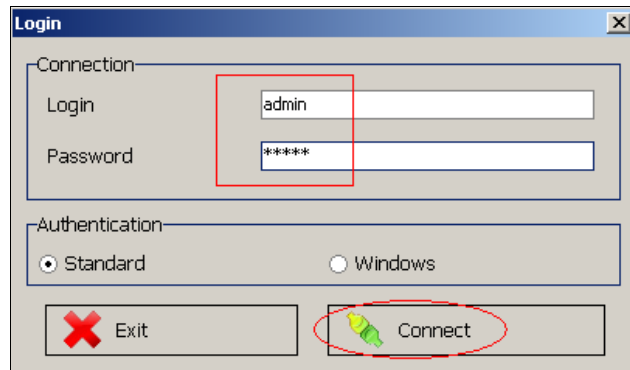 Login
Connection
Login admin
Password *****
Authentication
Standard Windows
Exit Connect